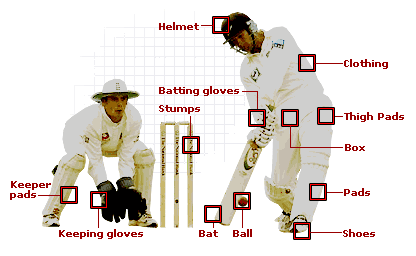 Helmet
Clothing
Batting gloves
Stumps
Thigh Pads
Box
Keeper
pads
Pads
Keeping gloves
Bat
Ball
Shoes